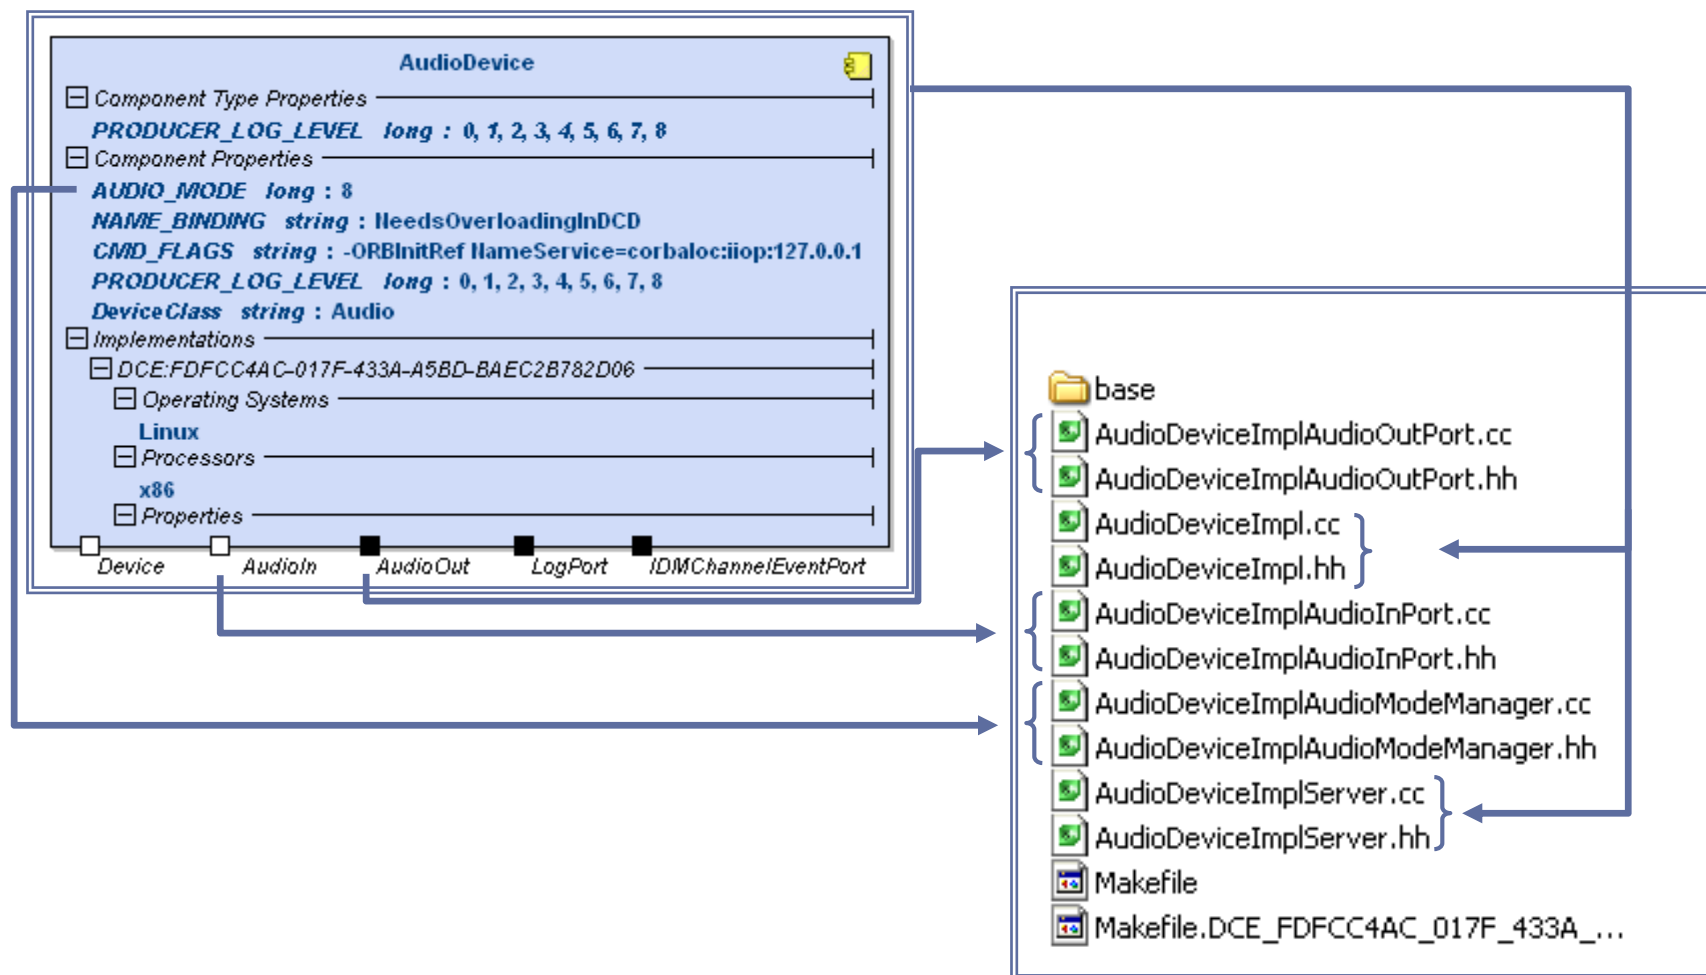 AudioDevice
Component Type Properties
PRODUCER_LOG_LEVEL long : 0, 1, 2, 3, 4, 5, 6, 7, 8
Component Properties
AUDIO_MODE long : 8
NAME_BINDING string : NeedsOverloadingInDCD
CMD_FLAGS string : -ORBInitRef NameService=corbaloc:iiop:127.0.0.1
PRODUCER_LOG_LEVEL long : 0, 1, 2, 3, 4, 5, 6, 7, 8
DeviceClass string : Audio
Implementations
DCE:FDFCC4AC-017F-433A-A5BD-BAEC2B782D06
Operating Systems
Linux
Processors
x86
Properties
Device AudioIn AudioOut LogPort IDMChannelEventPort
base
AudioDeviceImplAudioOutPort.cc
AudioDeviceImplAudioOutPort.hh
AudioDeviceImpl.cc
AudioDeviceImpl.hh
AudioDeviceImplAudioInPort.cc
AudioDeviceImplAudioInPort.hh
AudioDeviceImplAudioModeManager.cc
AudioDeviceImplAudioModeManager.hh
AudioDeviceImplServer.cc
AudioDeviceImplServer.hh
Makefile
Makefile.DCE_FDFCC4AC_017F_433A_...